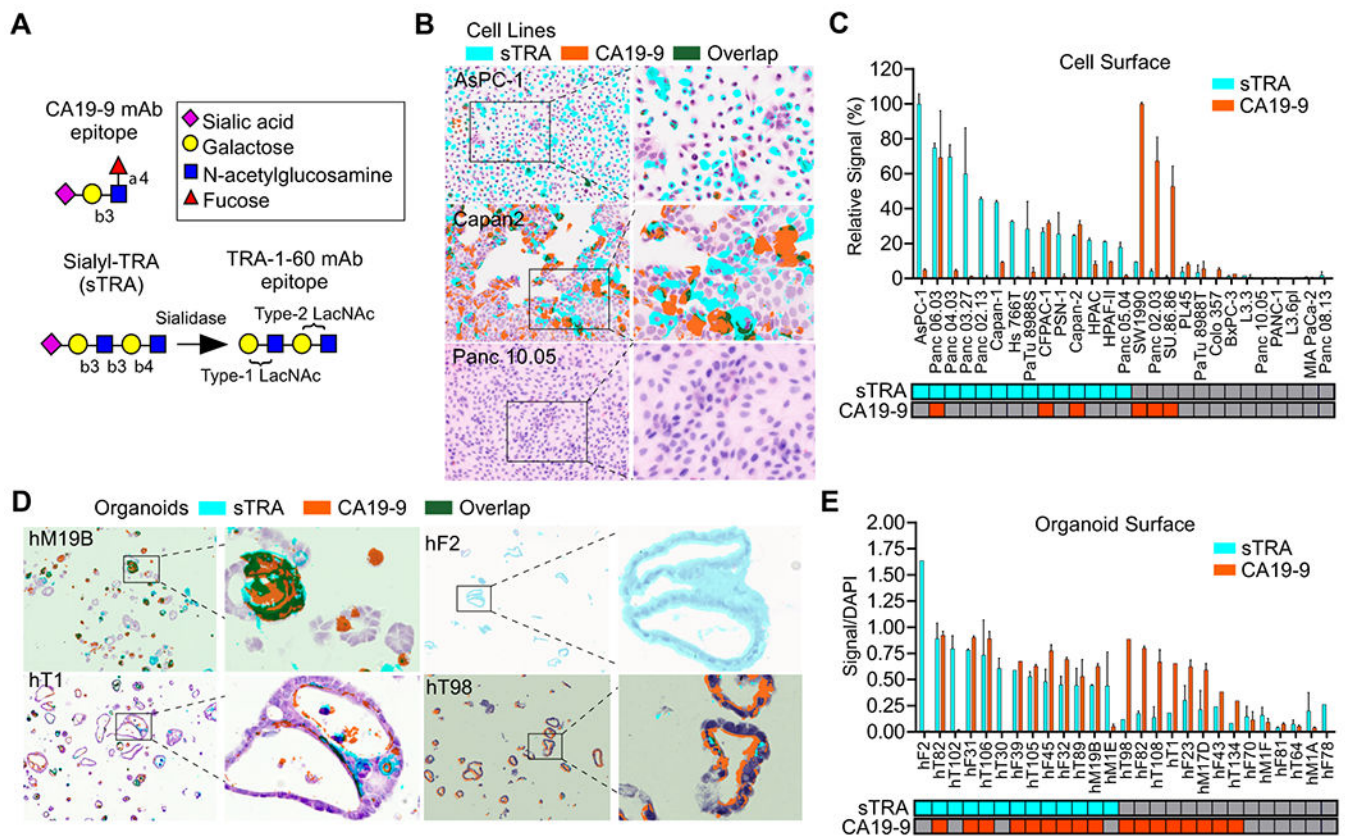 A
CA19-9 mAb
epitope
a4
b3
Sialic acid
Galactose
N-acetylglucosamine
Fucose
Sialyl-TRA
(sTRA)
TRA-1-60 mAb
epitope
Sialidase
Type-2 LacNAc
b3 b3 b4
Type-1 LacNAc
B
Cell Lines
sTRA CA19-9 Overlap
AsPC-1
Capan2
Panc 10.05
C
Cell Surface
sTRA
CA19-9
Relative Signal (%)
120
100
80
60
40
20
0
AsPC-1
Panc 06.03
Panc 04.03
Panc 03.27
Panc 02.13
Capan-1
Hs 766T
PaTu 8988S
CFPAC-1
PSN-1
Capan-2
HPAC
HPAF-II
Panc 05.04
SW1990
Panc 02.03
SU.86.86
PL45
PaTu 8988T
Colo 357
BxPC-3
L3.3
Panc 10.05
PANC-1
L3.6pl
MIA PaCa-2
Panc 08.13
sTRA
CA19-9
D
Organoids sTRA CA19-9 Overlap
hM19B
hF2
hT1
hT98
E
Organoid Surface
sTRA
CA19-9
Signal/DAPI
2.00
1.75
1.50
1.25
1.00
0.75
0.50
0.25
0.00
hF2
hT82
hT102
hF31
hT106
hT30
hF39
hT105
hF45
hF32
hT89
hM19B
hM1E
hT98
hF82
hT108
hT1
hF23
hM17D
hF43
hT134
hF70
hM1F
hF81
hT64
hM1A
hF78
sTRA
CA19-9